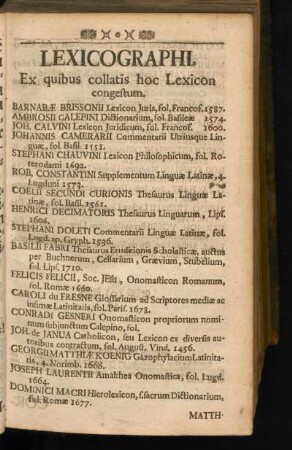 LEXICOGRAPHI,
Ex quibus collatis hoc Lexicon
congestum.
BARNABÆ BRISSONII Lexicon Juris, fol. Francof. 1587.
AMBROSII CALEPINI Dictionarium, fol. Basileæ 1574.
JOH. CALVINI Lexicon Juridicum, fol. Francof. 1600.
JOHANNIS CAMERARII Commentarii Utriusque Lin-
guæ, fol. Basil. 1551.
STEPHANI CHAUVINI Lexicon Philosophicum, fol. Ro-
terodami 1692.
ROB. CONSTANTINI Supplementum Linguæ Latinæ, 4.
Lugduni 1573.
COELII SECUNDI CURIONIS Thesaurus Linguæ La-
tinæ, fol. Basil. 1561.
HENRICI DECIMATORIS Thesaurus Linguarum, Lips.
1606.
STEPHANI DOLETI Commentarii Linguæ Latinæ, fol.
Lugd. ap. Gryph. 1536.
BASILII FABRI Thesaurus Eruditionis Scholasticæ, auctus
per Buchnerum, Cellarium, Grævium, Stubelium,
fol. Lips. 1710.
FELICIS FELICII, Soc. JEsu, Onomasticon Romanum,
fol. Romæ 1680.
CAROLI du FRESNE Glossarium ad Scriptores mediæ ac
infimæ Latinitatis, fol. Paris. 1678.
CONRADI GESNERI Onomasticon propriorum nomi-
num subjunctum Calepino, fol.
JOH. de JANUA Catholicon, seu Lexicon ex diversis au-
ctoribus contractum, fol. August. Vind. 1456.
GEORGII MATTHIÆ KOENIG Gazophylacium Latinita-
tis, 4. Norimb. 1668.
JOSEPH LAURENTII Amalthea Onomastica, fol. Lugd.
1664.
DOMINICI MACRI Hierolexicon, s. sacrum Dictionarium,
fol. Romæ 1677.
MATTH-